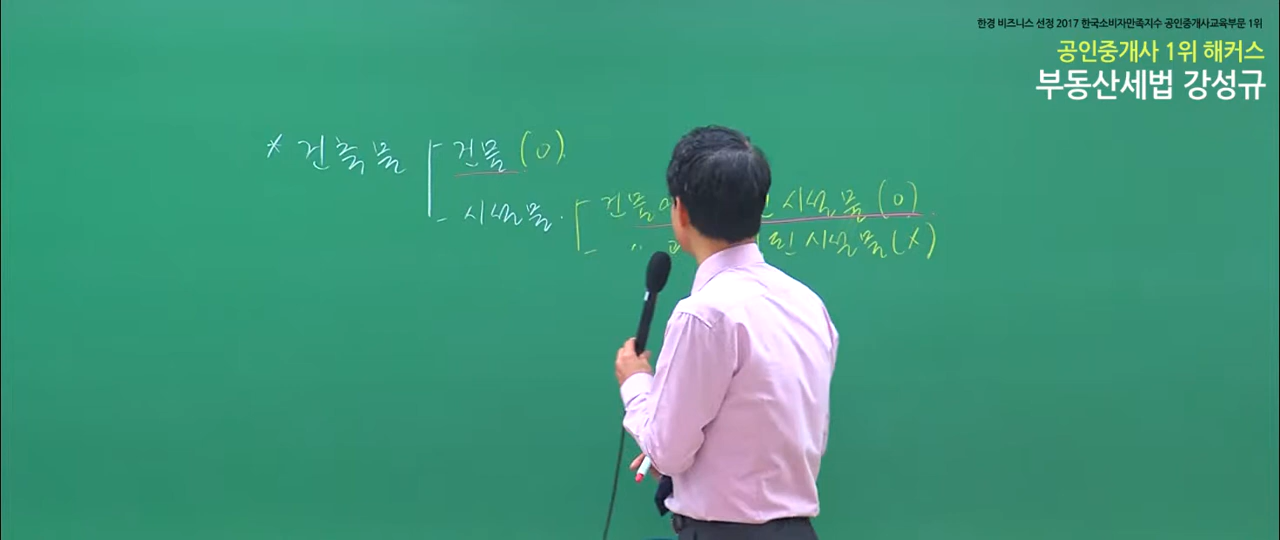 한경 비즈니스 선정 2017 한국소비자만족지수 공인중개사교육부문 1위
공인중개사 1위 해커스
부동산세법 강성규
* 건축물 건물 (O).
시설물. 건물에 시설물 (O)
〃 린 시설물 (X)